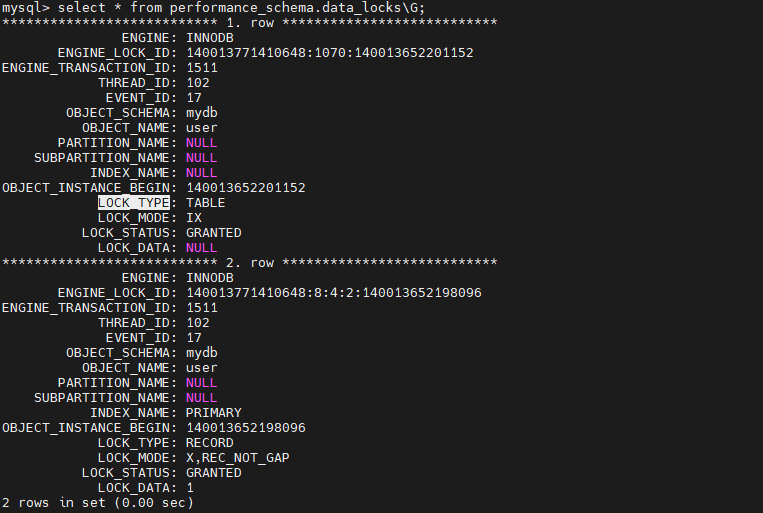 mysql> select * from performance_schema.data_locks\G;
*************************** 1. row ***************************
ENGINE: INNODB
ENGINE_LOCK_ID: 140013771410648:1070:140013652201152
ENGINE_TRANSACTION_ID: 1511
THREAD_ID: 102
EVENT_ID: 17
OBJECT_SCHEMA: mydb
OBJECT_NAME: user
PARTITION_NAME: NULL
SUBPARTITION_NAME: NULL
INDEX_NAME: NULL
OBJECT_INSTANCE_BEGIN: 140013652201152
LOCK_TYPE: TABLE
LOCK_MODE: IX
LOCK_STATUS: GRANTED
LOCK_DATA: NULL
*************************** 2. row ***************************
ENGINE: INNODB
ENGINE_LOCK_ID: 140013771410648:8:4:2:140013652198096
ENGINE_TRANSACTION_ID: 1511
THREAD_ID: 102
EVENT_ID: 17
OBJECT_SCHEMA: mydb
OBJECT_NAME: user
PARTITION_NAME: NULL
SUBPARTITION_NAME: NULL
INDEX_NAME: PRIMARY
OBJECT_INSTANCE_BEGIN: 140013652198096
LOCK_TYPE: RECORD
LOCK_MODE: X,REC_NOT_GAP
LOCK_STATUS: GRANTED
LOCK_DATA: 1
2 rows in set (0.00 sec)